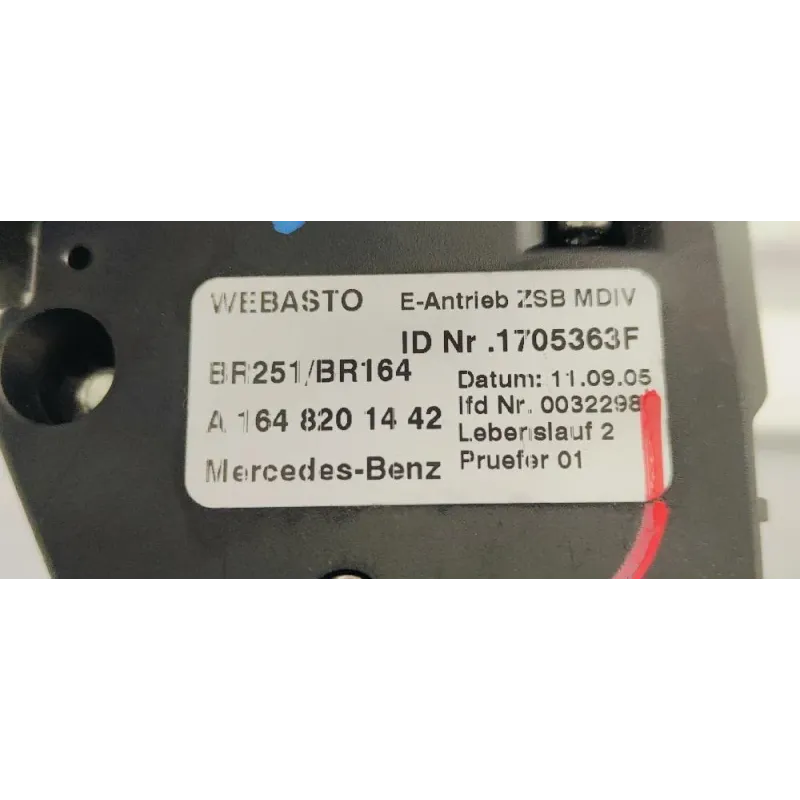 WEBASTO E-Antrieb ZSB MDIV
ID Nr .1705363F
BR251/BR164
Datum: 11.09.05
A 164 820 14 42
lfd Nr. 0032298
Lebenslauf 2
Mercedes-Benz
Pruefer 01